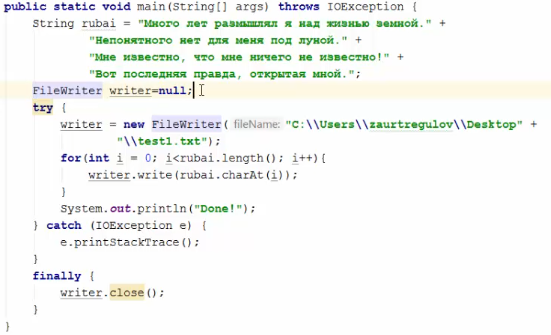 public static void main(String[] args) throws IOException {
String rubai = "Много лет размышлял я над жизнью земной." +
"Непонятного нет для меня под луной." +
"Мне известно, что мне ничего не известно!" +
"Вот последняя правда, открытая мной.";
FileWriter writer=null;
try {
writer = new FileWriter( fileName: "C:\\Users\\zaurtregulov\\Desktop" +
"\\test1.txt");
for(int i = 0; i<rubai.length(); i++){
writer.write(rubai.charAt(i));
}
System.out.println("Done!");
} catch (IOException e) {
e.printStackTrace();
}
finally {
writer.close();
}
}